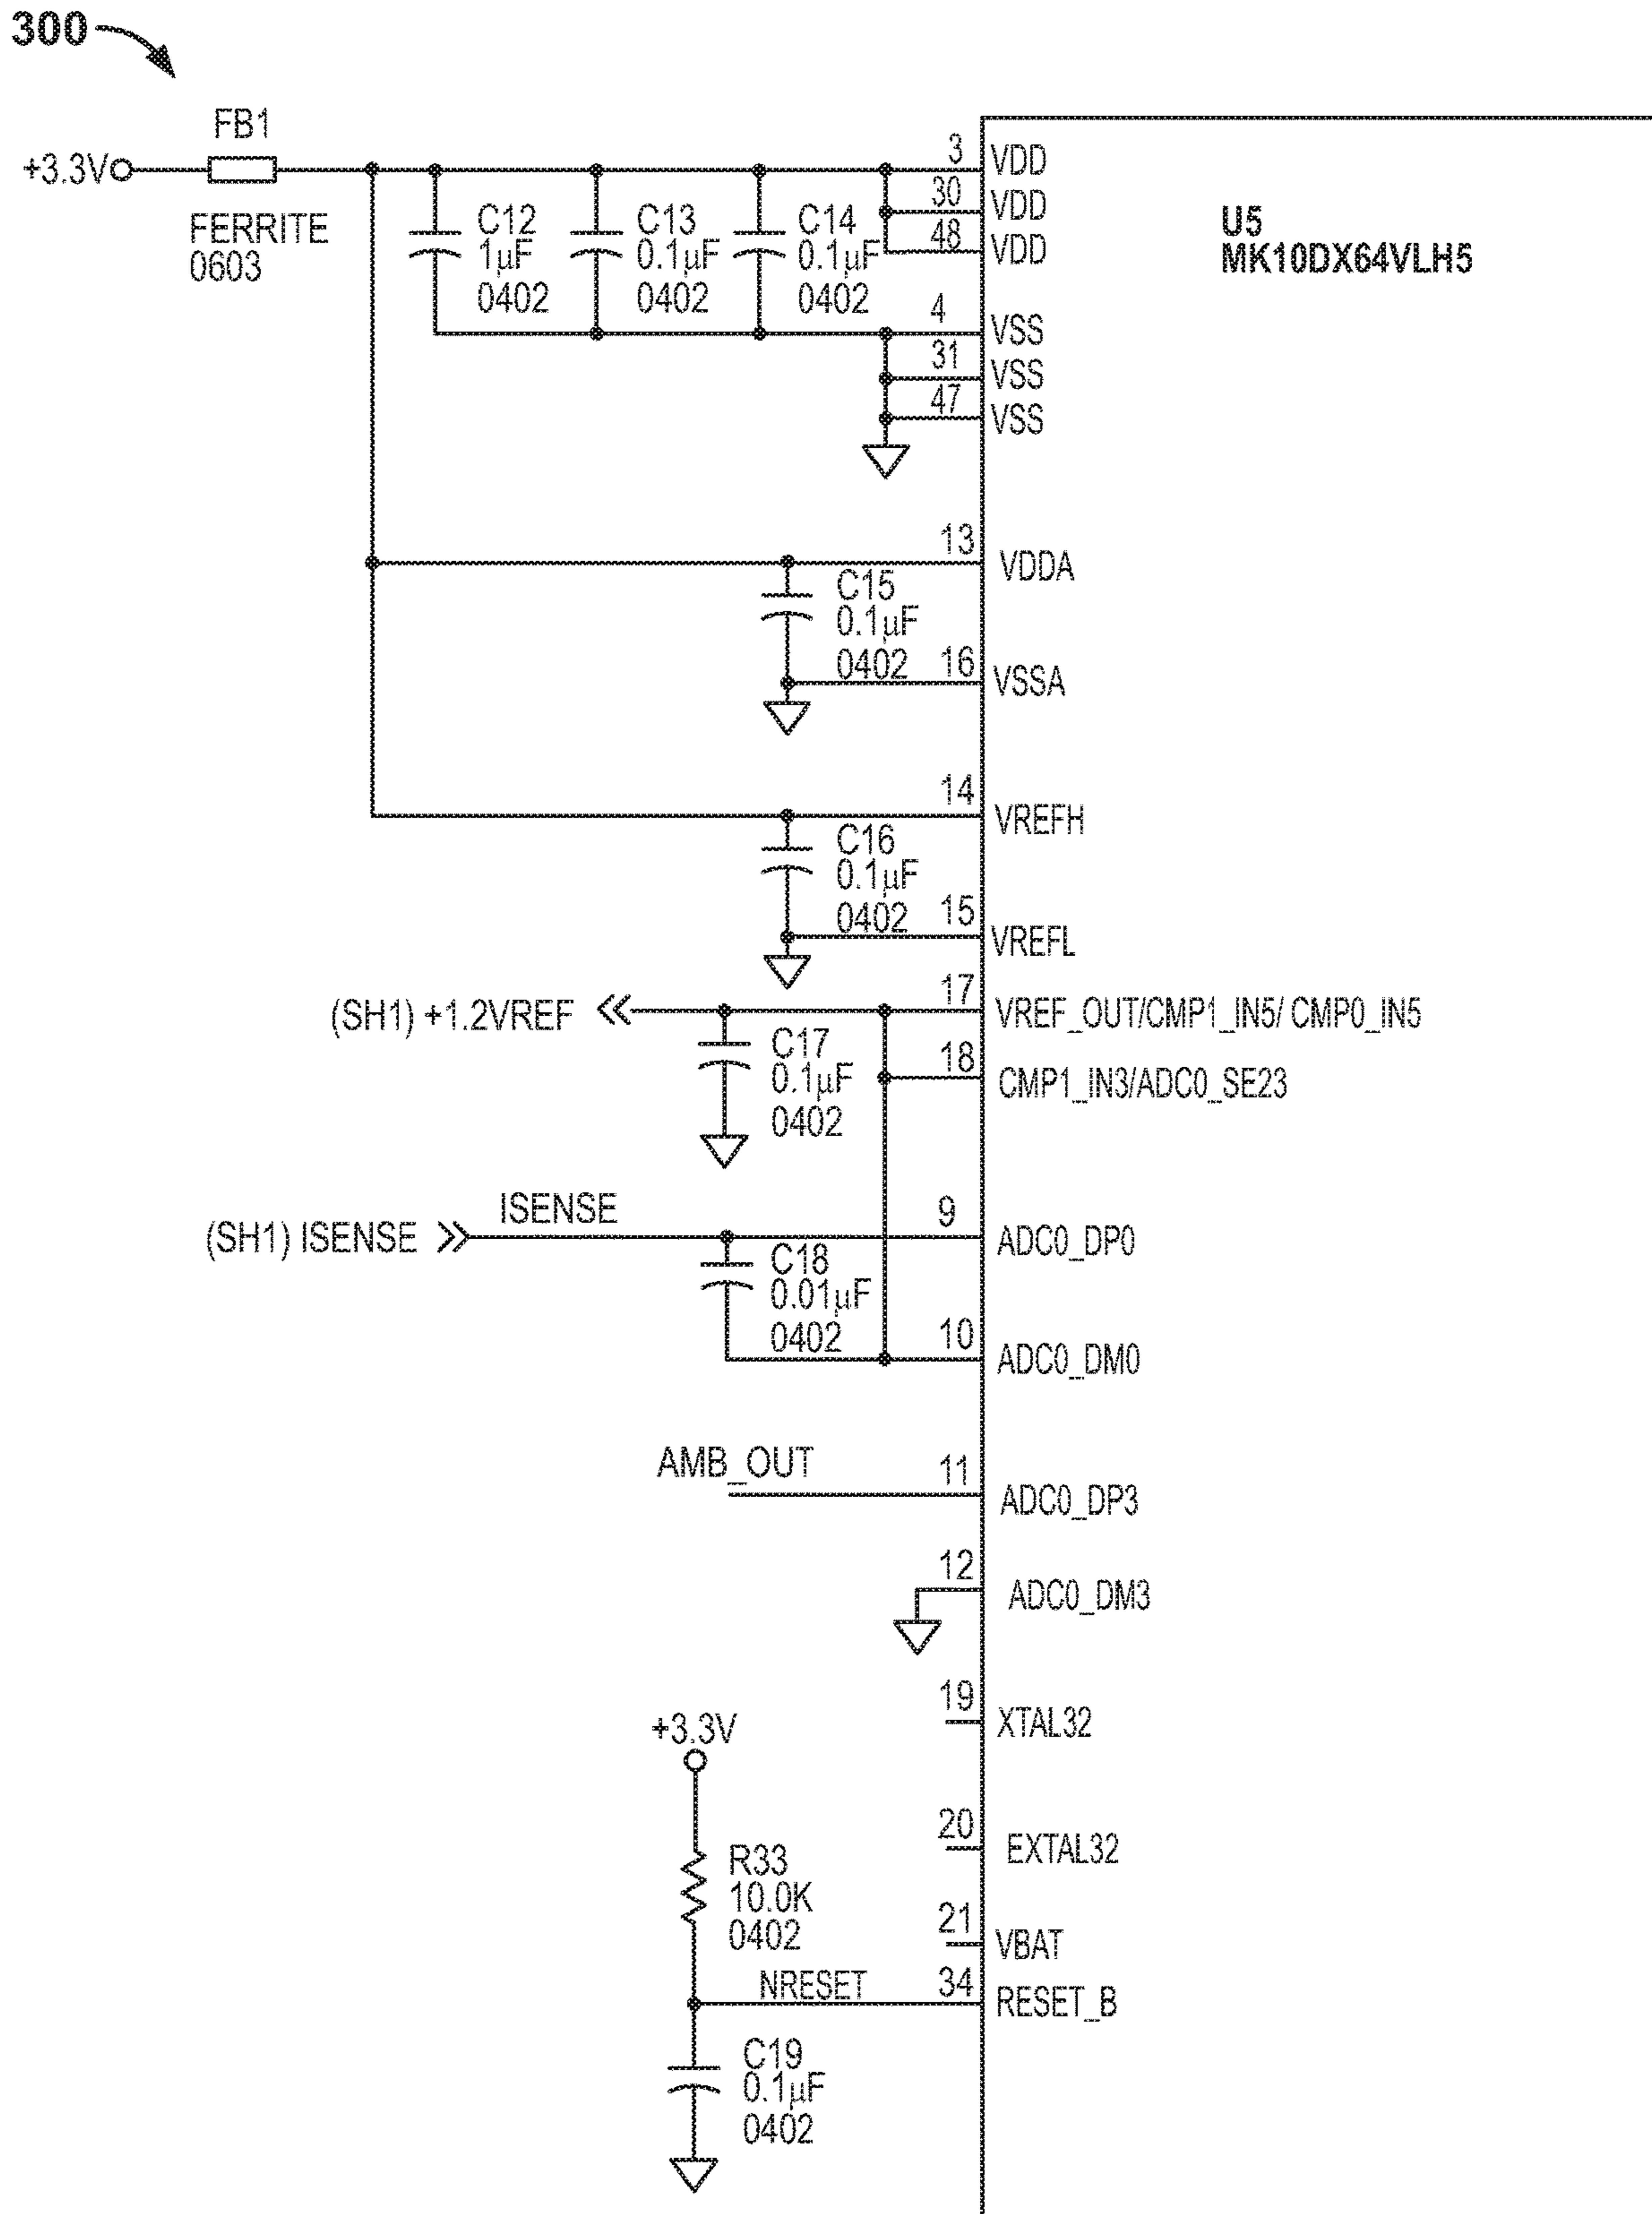 300
FB1
+3.3V
FERRITE
0603
C12
1µF
0402
C13
0.1µF
0402
C14
0.1µF
0402
3
VDD
30
VDD
48
VDD
4
VSS
31
VSS
47
VSS
U5
MK10DX64VLH5
13
VDDA
C15
0.1µF
0402
16
VSSA
14
VREFH
C16
0.1µF
0402
15
VREFL
(SH1) +1.2VREF
17
VREF_OUT/CMP1_IN5/ CMP0_IN5
C17
0.1µF
0402
18
CMP1_IN3/ADC0_SE23
(SH1) ISENSE
ISENSE
9
ADC0_DP0
C18
0.01µF
0402
10
ADC0_DM0
AMB_OUT
11
ADC0_DP3
12
ADC0_DM3
19
XTAL32
+3.3V
20
EXTAL32
R33
10.0K
0402
21
VBAT
NRESET
34
RESET_B
C19
0.1µF
0402